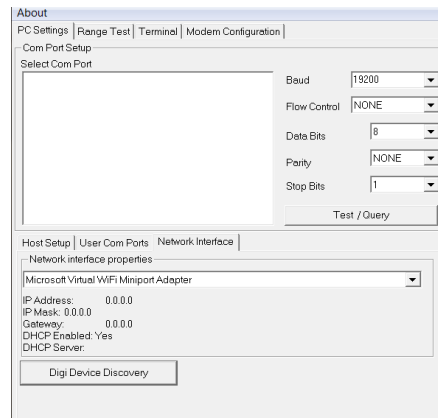 About
PC Settings Range Test Terminal Modem Configuration
Com Port Setup
Select Com Port
Baud 19200
Flow Control NONE
Data Bits 8
Parity NONE
Stop Bits 1
Test / Query
Host Setup User Com Ports Network Interface
Network interface properties
Microsoft Virtual WiFi Miniport Adapter
IP Address: 0.0.0.0
IP Mask: 0.0.0.0
Gateway: 0.0.0.0
DHCP Enabled: Yes
DHCP Server:
Digi Device Discovery